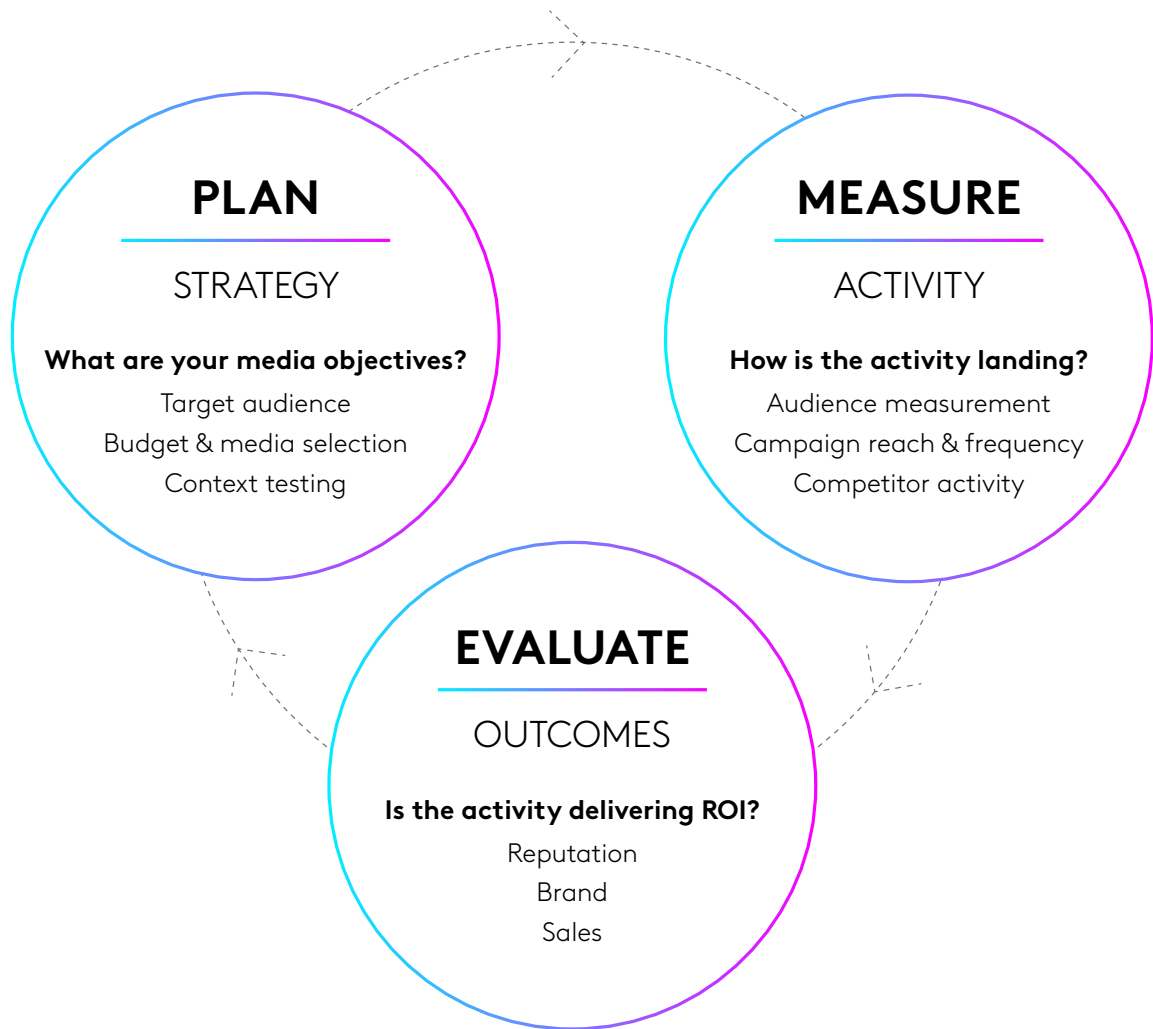 PLAN
STRATEGY
What are your media objectives?
Target audience
Budget & media selection
Context testing
MEASURE
ACTIVITY
How is the activity landing?
Audience measurement
Campaign reach & frequency
Competitor activity
EVALUATE
OUTCOMES
Is the activity delivering ROI?
Reputation
Brand
Sales